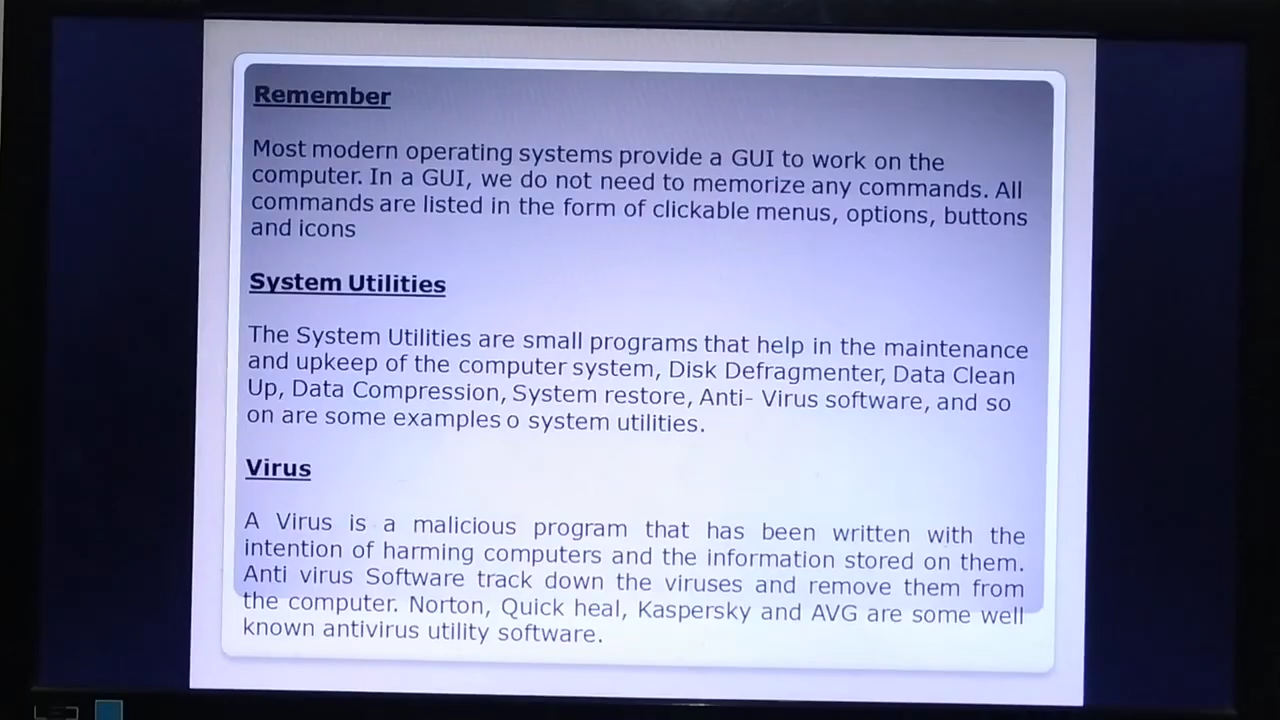 Remember
Most modern operating systems provide a GUI to work on the
computer. In a GUI, we do not need to memorize any commands. All
commands are listed in the form of clickable menus, options, buttons
and icons
System Utilities
The System Utilities are small programs that help in the maintenance
and upkeep of the computer system, Disk Defragmenter, Data Clean
Up, Data Compression, System restore, Anti- Virus software, and so
on are some examples o system utilities.
Virus
A Virus is a malicious program that has been written with the
intention of harming computers and the information stored on them.
Anti virus Software track down the viruses and remove them from
the computer. Norton, Quick heal, Kaspersky and AVG are some well
known antivirus utility software.